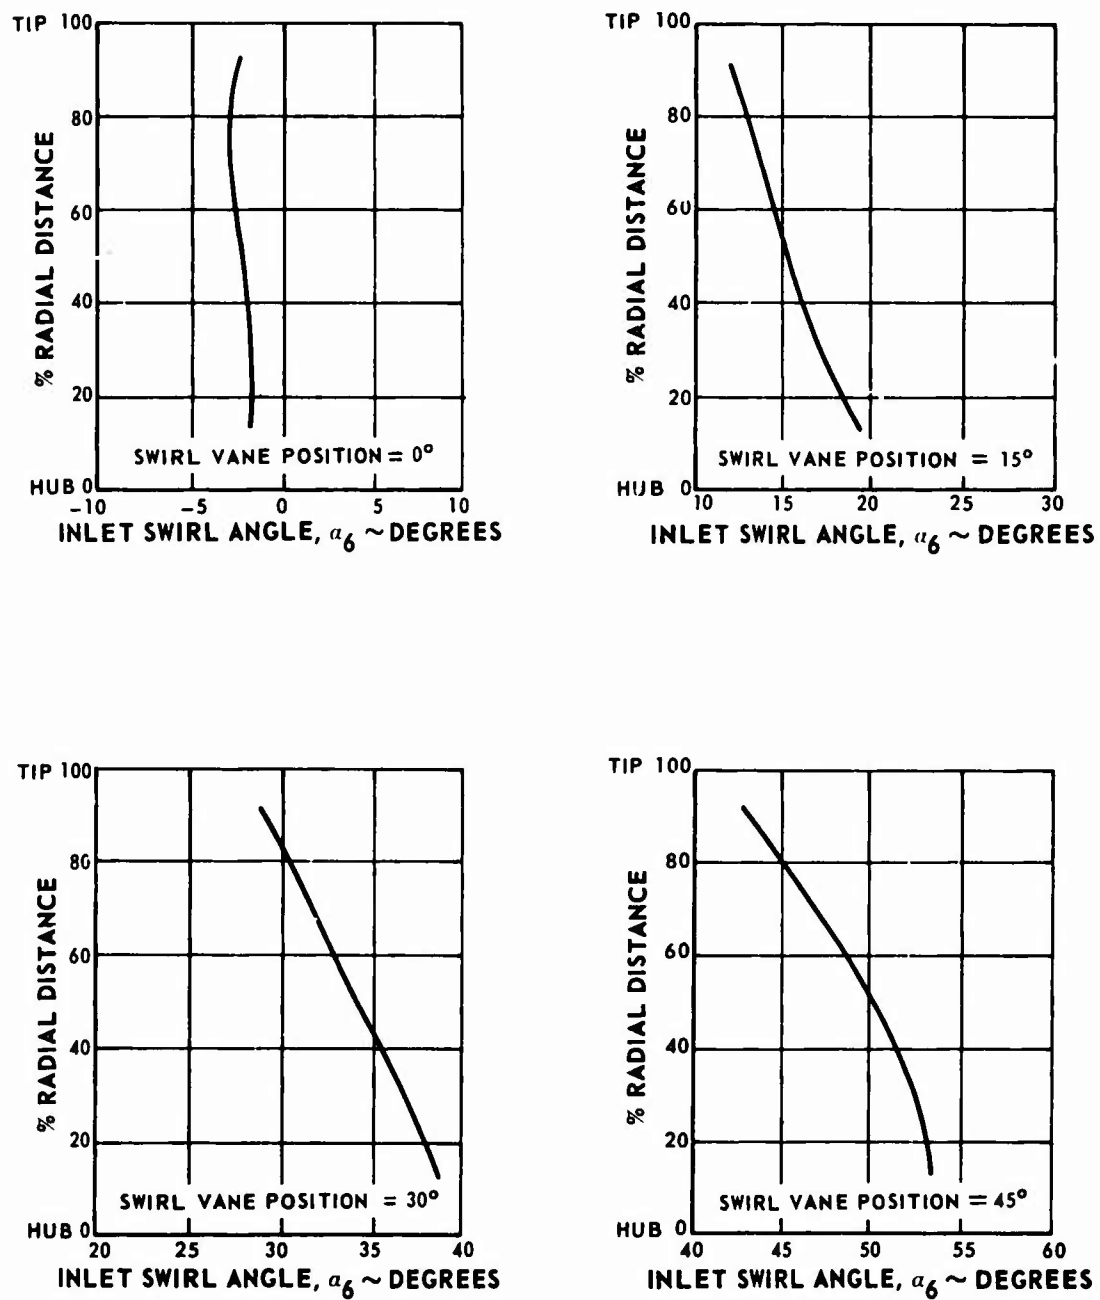 TIP 100
80
60
40
20
HUB 0
% RADIAL DISTANCE
SWIRL VANE POSITION = 0°
-10 -5 0 5 10
INLET SWIRL ANGLE, α6 ~ DEGREES
TIP 100
80
60
40
20
HUB 0
% RADIAL DISTANCE
SWIRL VANE POSITION = 15°
10 15 20 25 30
INLET SWIRL ANGLE, α6 ~ DEGREES
TIP 100
80
60
40
20
HUB 0
% RADIAL DISTANCE
SWIRL VANE POSITION = 30°
20 25 30 35 40
INLET SWIRL ANGLE, α6 ~ DEGREES
TIP 100
80
60
40
20
HUB 0
% RADIAL DISTANCE
SWIRL VANE POSITION = 45°
40 45 50 55 60
INLET SWIRL ANGLE, α6 ~ DEGREES